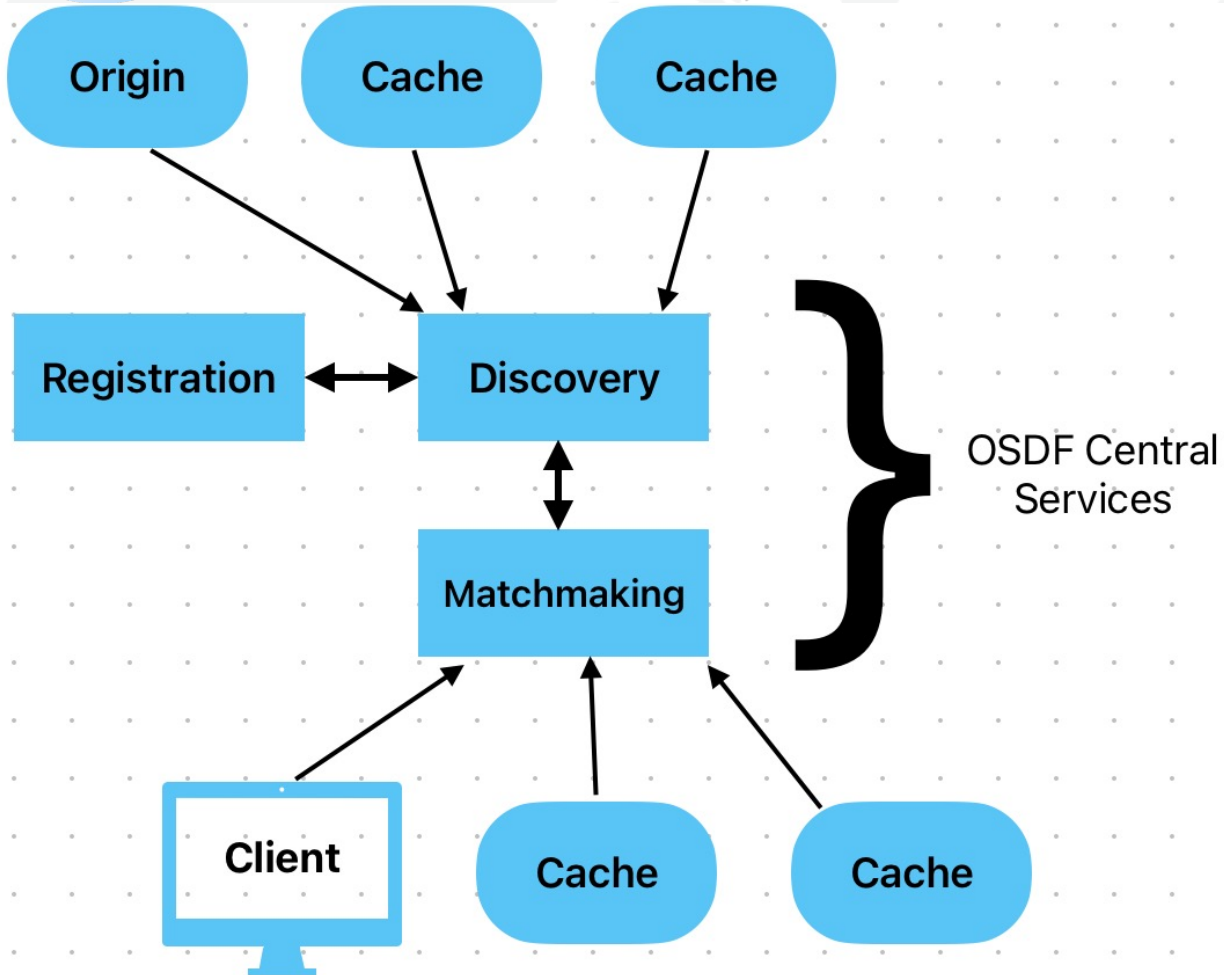 Origin
Cache
Cache
Registration
Discovery
OSDF Central
Services
Matchmaking
Client
Cache
Cache